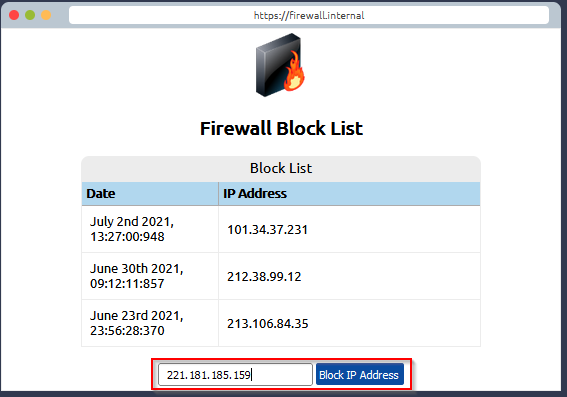 https://firewall.internal
Firewall Block List
Block List
Date IP Address
July 2nd 2021,
13:27:00:948 101.34.37.231
June 30th 2021,
09:12:11:857 212.38.99.12
June 23rd 2021,
23:56:28:370 213.106.84.35
221.181.185.159 Block IP Address